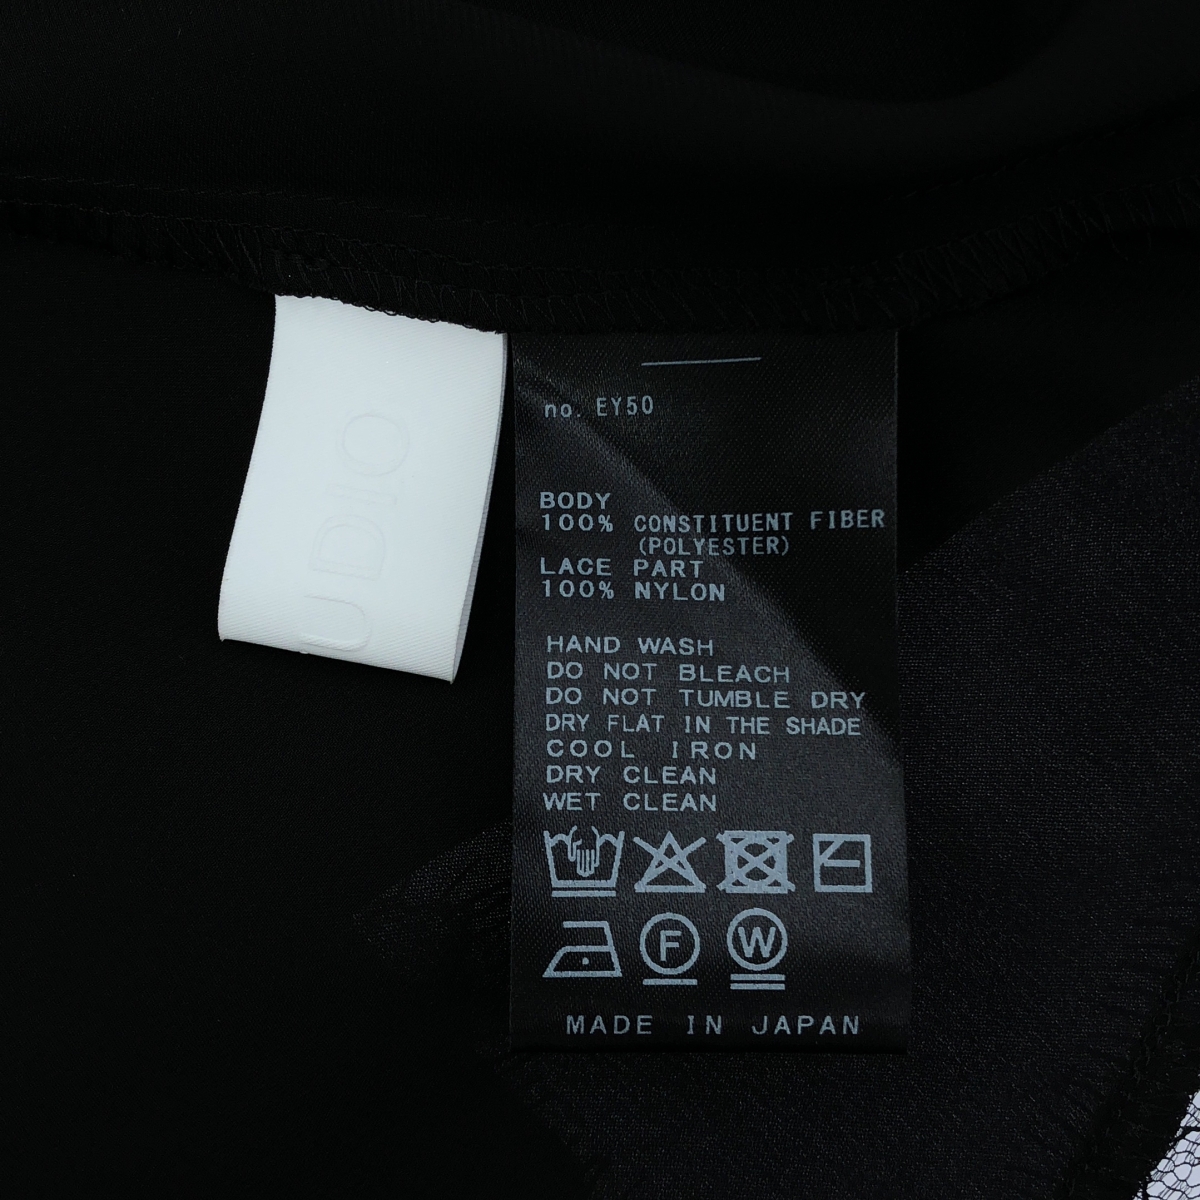 UDIO
no. EY50
BODY
100% CONSTITUENT FIBER
(POLYESTER)
LACE PART
100% NYLON
HAND WASH
DO NOT BLEACH
DO NOT TUMBLE DRY
DRY FLAT IN THE SHADE
COOL IRON
DRY CLEAN
WET CLEAN
F W
MADE IN JAPAN